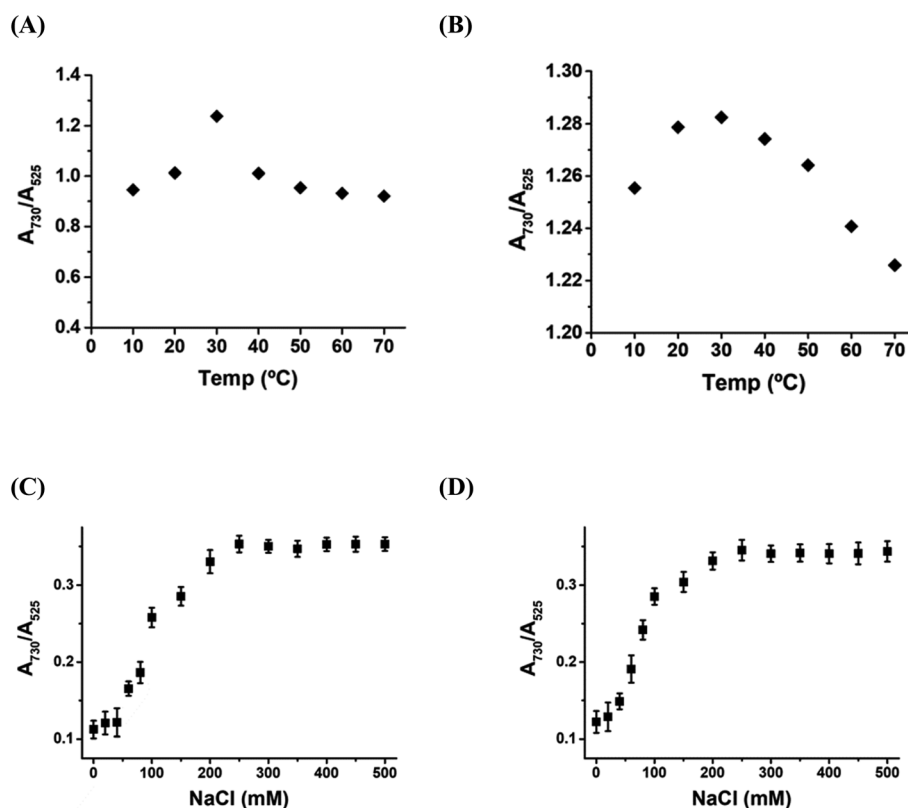 (A)
(B)
1.4
1.2
1.0
0.8
0.6
0.4
A730/A525
0 10 20 30 40 50 60 70
Temp (ºC)
1.30
1.28
1.26
1.24
1.22
1.20
A730/A525
0 10 20 30 40 50 60 70
Temp (ºC)
(C)
(D)
0.3
0.2
0.1
A730/A525
0 100 200 300 400 500
NaCl (mM)
0.3
0.2
0.1
A730/A525
0 100 200 300 400 500
NaCl (mM)